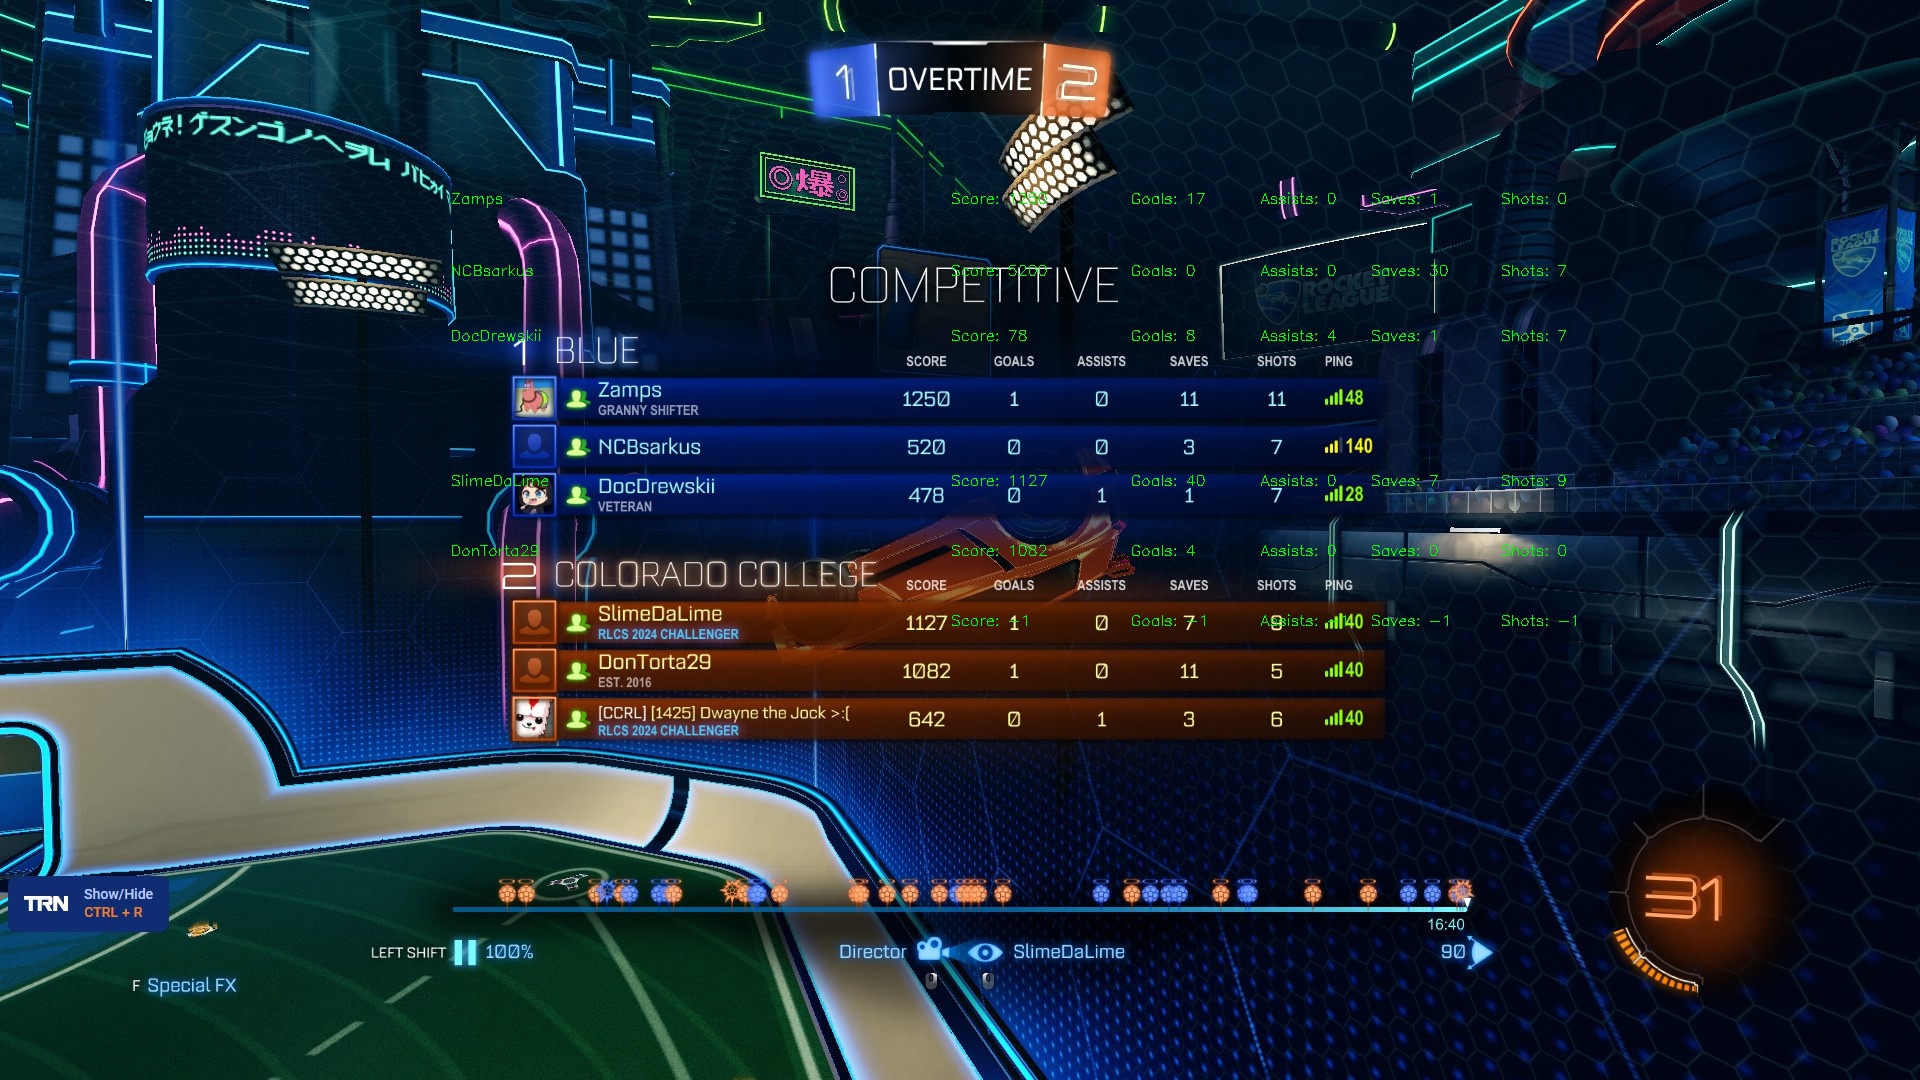 1 OVERTIME 2
爆
Zamps Score: Goals: 17 Assists: 0 Saves: 1 Shots: 0
NCBsarkus Score: 5200 Goals: 0 Assists: 0 Saves: 30 Shots: 7
COMPETITIVE
ROCKET LEAGUE
ROCKET LEAGUE
DocDrewskii Score: 78 Goals: 8 Assists: 4 Saves: 1 Shots: 7
1 BLUE SCORE GOALS ASSISTS SAVES SHOTS PING
Zamps 1250 1 0 11 11 48
GRANNY SHIFTER
NCBsarkus 520 0 0 3 7 140
SlimeDaLime Score: 1127 Goals: 40 Assists: 0 Saves: 7 Shots: 9
DocDrewskii 478 0 1 1 7 28
VETERAN
DonTorta29 Score: 1082 Goals: 4 Assists: 0 Saves: 0 Shots: 0
2 COLORADO COLLEGE SCORE GOALS ASSISTS SAVES SHOTS PING
SlimeDaLime 1127 1 0 7 40
RLCS 2024 CHALLENGER
Score: -1 Goals: -1 Assists: Saves: -1 Shots: -1
DonTorta29 1082 1 0 11 5 40
EST. 2016
[CCRL] [1425] Dwayne the Jock >:( 642 0 1 3 6 40
RLCS 2024 CHALLENGER
TRN Show/Hide
CTRL + R
31
16:40
LEFT SHIFT 100% Director SlimeDaLime 90
F Special FX